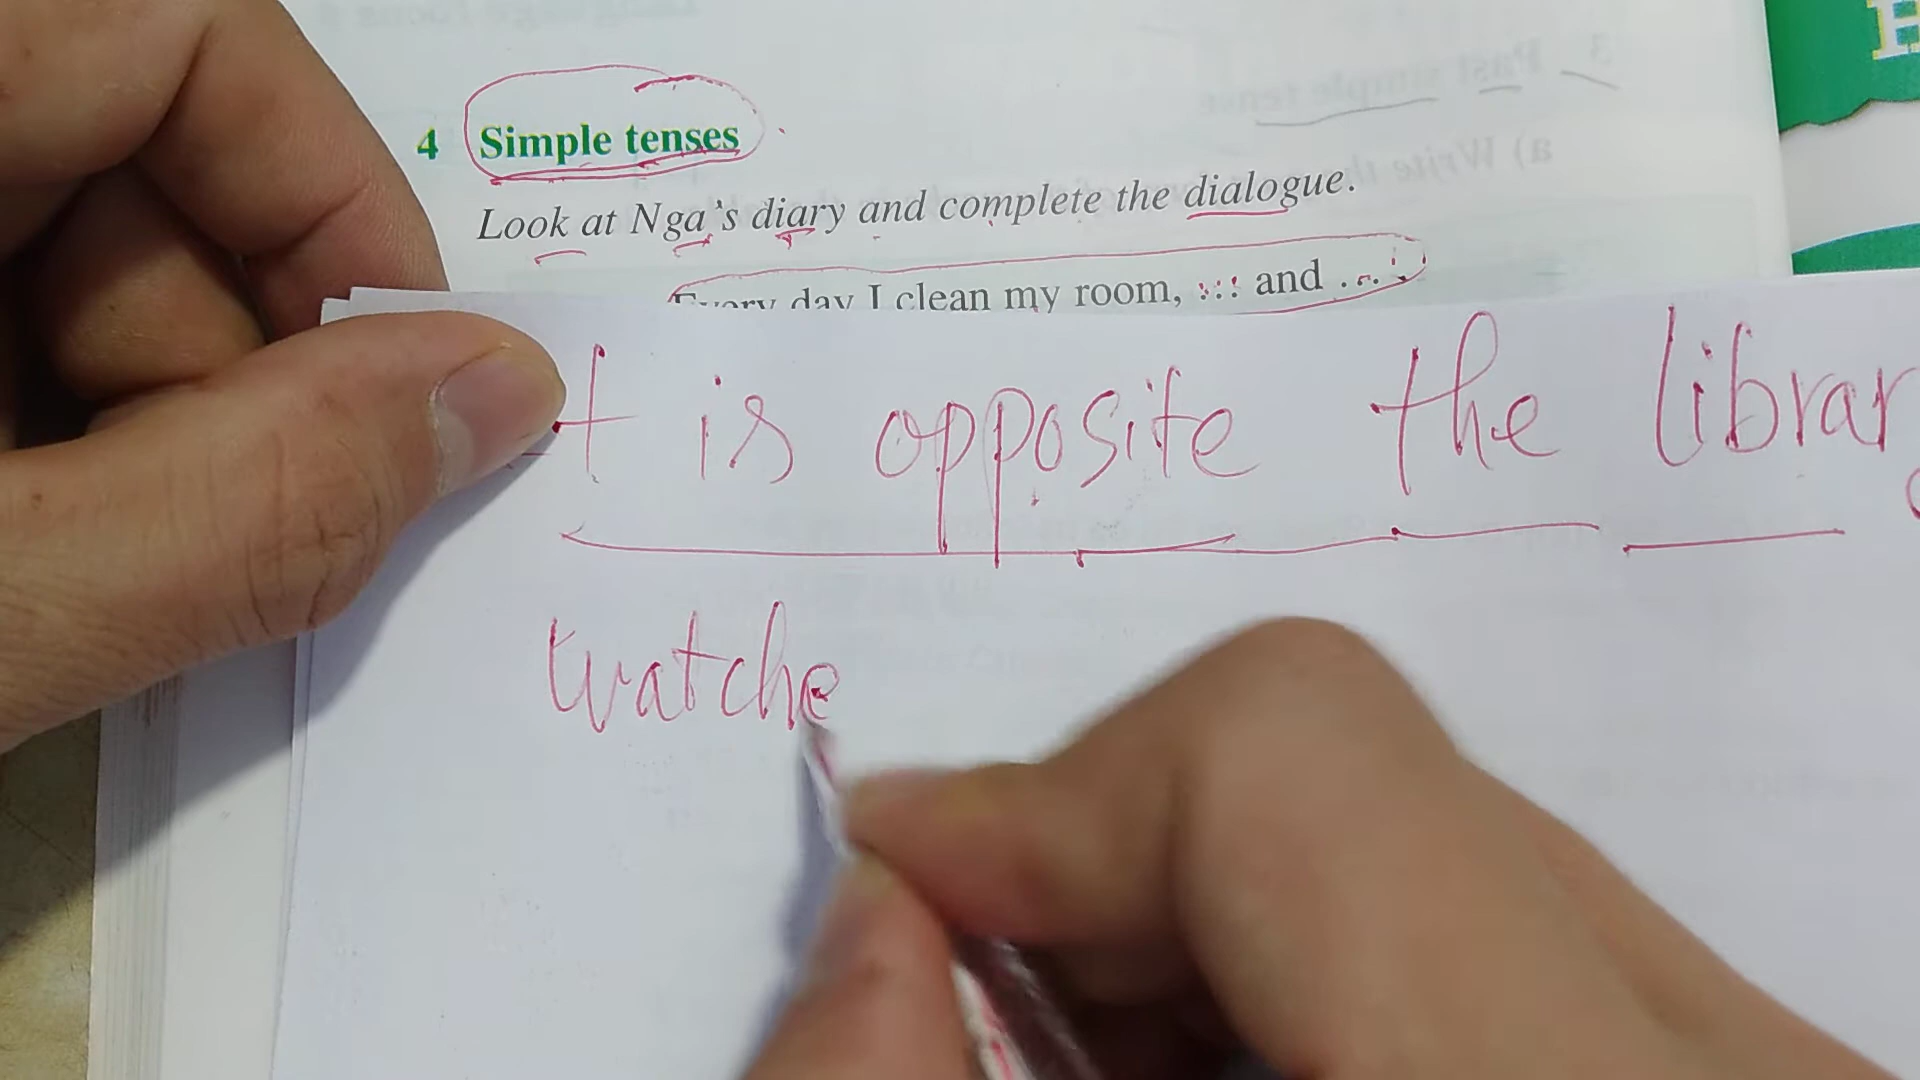 4 Simple tenses
Look at Nga's diary and complete the dialogue.
Every day I clean my room, ... and ... .
t is opposite the library
watche